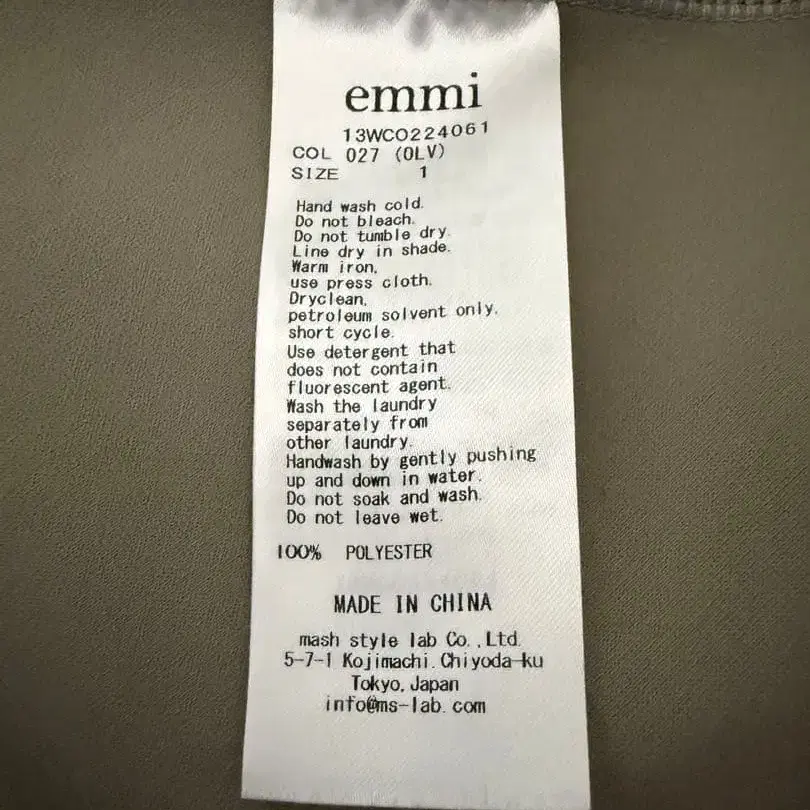 emmi
13WCO224061
COL 027 (OLV)
SIZE 1
Hand wash cold.
Do not bleach.
Do not tumble dry.
Line dry in shade.
Warm iron,
use press cloth.
Dryclean,
petroleum solvent only,
short cycle.
Use detergent that
does not contain
fluorescent agent.
Wash the laundry
separately from
other laundry.
Handwash by gently pushing
up and down in water.
Do not soak and wash.
Do not leave wet.
100% POLYESTER
MADE IN CHINA
mash style lab Co.,Ltd.
5-7-1 Kojimachi.Chiyoda-ku
Tokyo,Japan
info@ms-lab.com